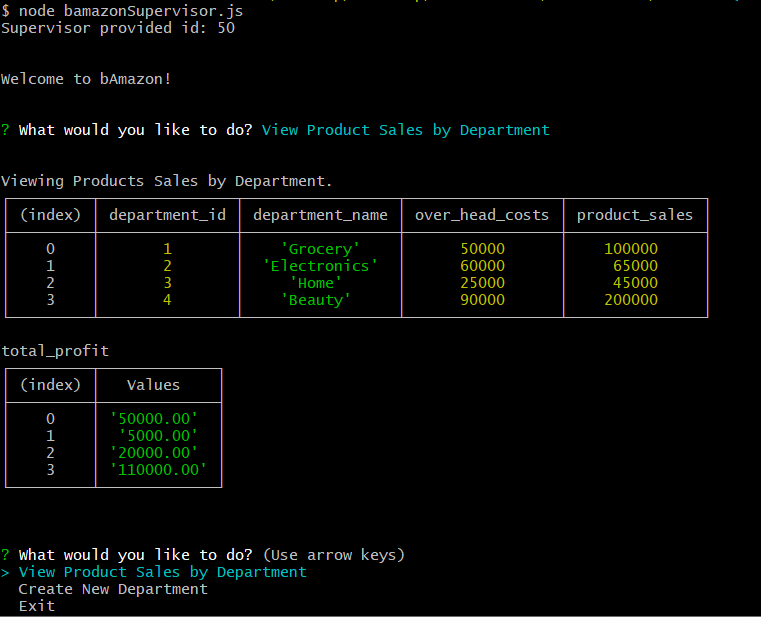 $ node bamazonSupervisor.js
Supervisor provided id: 50
Welcome to bAmazon!
? What would you like to do? View Product Sales by Department
Viewing Products Sales by Department.
(index) department_id department_name over_head_costs product_sales
0 1 'Grocery' 50000 100000
1 2 'Electronics' 60000 65000
2 3 'Home' 25000 45000
3 4 'Beauty' 90000 200000
total_profit
(index) Values
0 '50000.00'
1 '5000.00'
2 '20000.00'
3 '110000.00'
? What would you like to do? (Use arrow keys)
> View Product Sales by Department
Create New Department
Exit